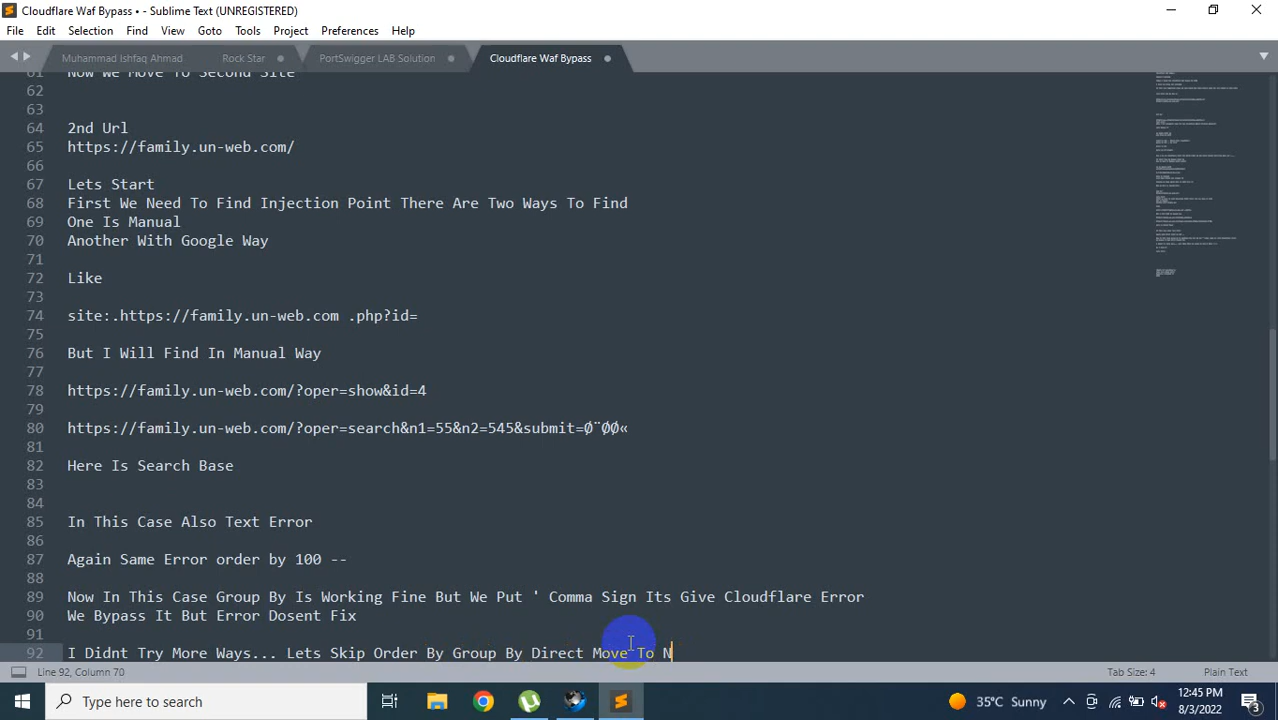 Cloudflare Waf Bypass • - Sublime Text (UNREGISTERED)
File Edit Selection Find View Goto Tools Project Preferences Help
Muhammad Ishfaq Ahmad Rock Star PortSwigger LAB Solution Cloudflare Waf Bypass
61 Now We Move To Second Site
62
63
64 2nd Url
65 https://family.un-web.com/
66
67 Lets Start
68 First We Need To Find Injection Point There Are Two Ways To Find
69 One Is Manual
70 Another With Google Way
71
72 Like
73
74 site:.https://family.un-web.com .php?id=
75
76 But I Will Find In Manual Way
77
78 https://family.un-web.com/?oper=show&id=4
79
80 https://family.un-web.com/?oper=search&n1=55&n2=545&submit=Ø¨ØØ«
81
82 Here Is Search Base
83
84
85 In This Case Also Text Error
86
87 Again Same Error order by 100 --
88
89 Now In This Case Group By Is Working Fine But We Put ' Comma Sign Its Give Cloudflare Error
90 We Bypass It But Error Dosent Fix
91
92 I Didnt Try More Ways... Lets Skip Order By Group By Direct Move To N
Line 92, Column 70 Tab Size: 4 Plain Text
Type here to search 35°C Sunny 12:45 PM
8/3/2022 3